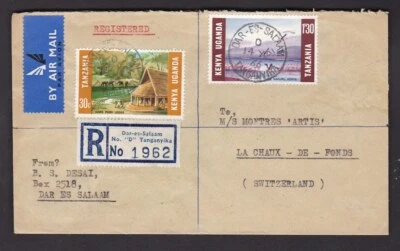 REGISTERED
BY AIR MAIL
PAR AVION
30c
TANZANIA
KENYA UGANDA
KENYA UGANDA
1'30
TANZANIA
DAR-ES-SALAAM
D
14
R
Dar-es-Salaam
No. "D" Tanganyika
No 1962
From?
B. S. DESAI,
Box 2518,
DAR ES SALAAM
To,
M/S MONTRES 'ARTIS'
LA CHAUX - DE - FONDS
( SWITZERLAND )